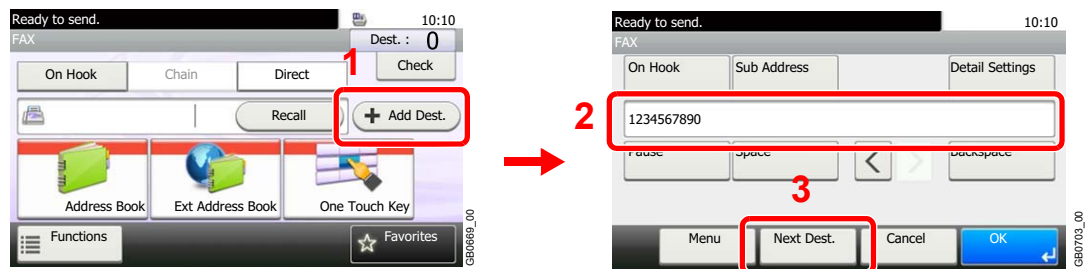 Ready to send. 10:10
FAX Dest. : 0
1
Check
On Hook Chain Direct
Recall + Add Dest.
Address Book Ext Address Book One Touch Key
Functions Favorites
GB0669_00
Ready to send. 10:10
FAX
On Hook Sub Address Detail Settings
2
1234567890
Pause Space < > Backspace
3
Menu Next Dest. Cancel OK
GB0703_00